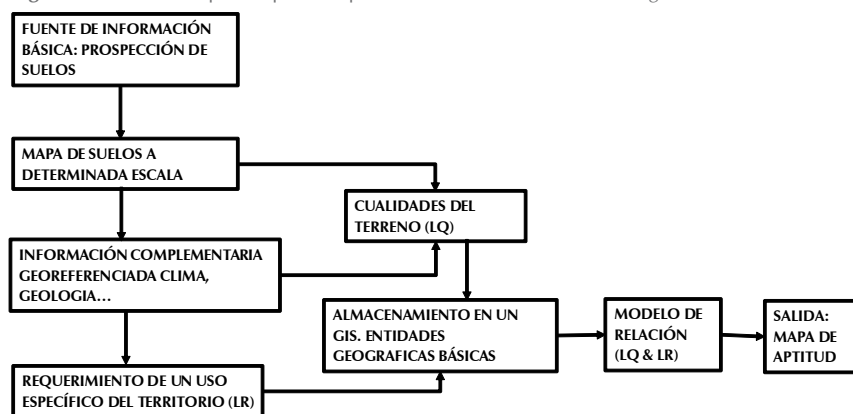 FUENTE DE INFORMACIÓN
BÁSICA: PROSPECCIÓN DE
SUELOS
MAPA DE SUELOS A
DETERMINADA ESCALA
CUALIDADES DEL
TERRENO (LQ)
INFORMACIÓN COMPLEMENTARIA
GEOREFERENCIADA CLIMA,
GEOLOGIA...
ALMACENAMIENTO EN UN
GIS. ENTIDADES
GEOGRAFICAS BÁSICAS
MODELO DE
RELACIÓN
(LQ & LR)
SALIDA:
MAPA DE
APTITUD
REQUERIMIENTO DE UN USO
ESPECÍFICO DEL TERRITORIO (LR)